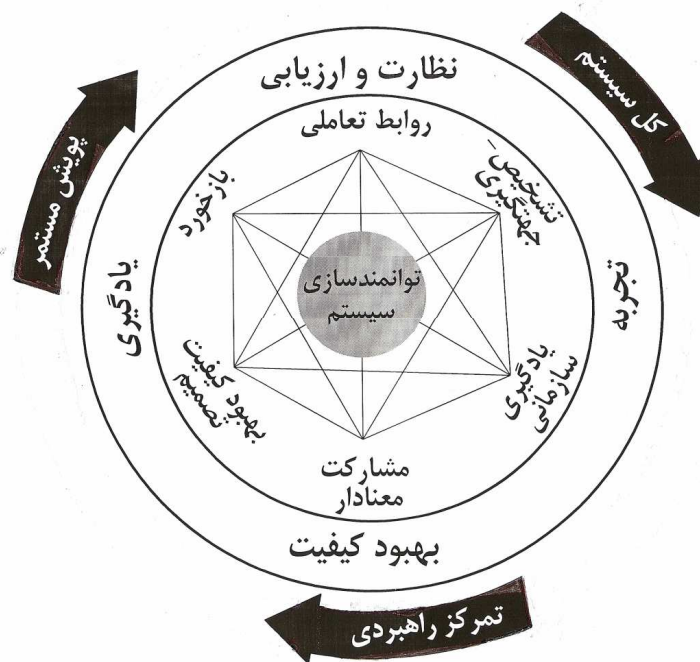 نظارت و ارزیابی
روابط تعاملی
کل سیستم
تشخیصِ
جهتگیری
بازخورد
پویش مستمر
توانمندسازی
سیستم
تجربه
یادگیری
یادگیری
سازمانی
بهبود کیفیت
تصمیم
مشارکت
معنادار
بهبود کیفیت
تمرکز راهبردی